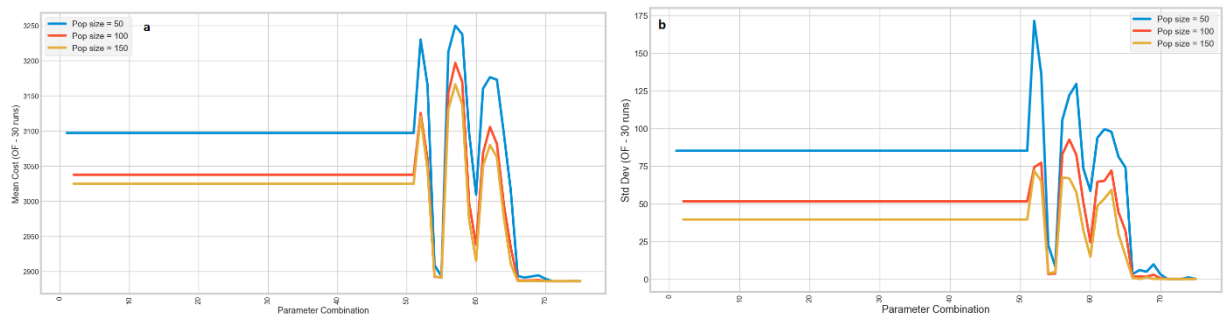 a
Pop size = 50
Pop size = 100
Pop size = 150
Mean Cost (OF - 30 runs)
3250
3200
3150
3100
3050
3000
2950
2900
0
10
20
30
40
50
60
70
Parameter Combination
b
Pop size = 50
Pop size = 100
Pop size = 150
Std Dev (OF - 30 runs)
175
150
125
100
75
50
25
0
0
10
20
30
40
50
60
70
Parameter Combination